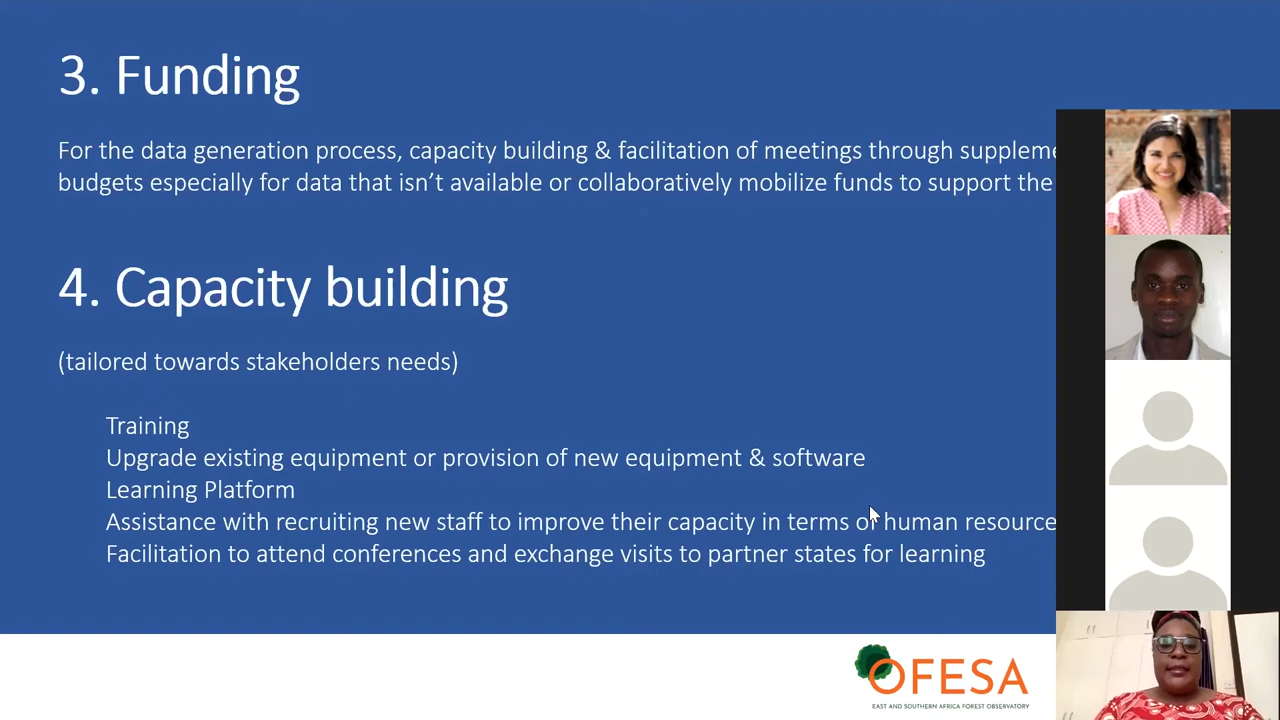 3. Funding
For the data generation process, capacity building & facilitation of meetings through
budgets especially for data that isn’t available or collaboratively mobilize funds to support the
4. Capacity building
(tailored towards stakeholders needs)
Training
Upgrade existing equipment or provision of new equipment & software
Learning Platform
Assistance with recruiting new staff to improve their capacity in terms of human resource
Facilitation to attend conferences and exchange visits to partner states for learning
OFESA
EAST AND SOUTHERN AFRICA FOREST OBSERVATORY